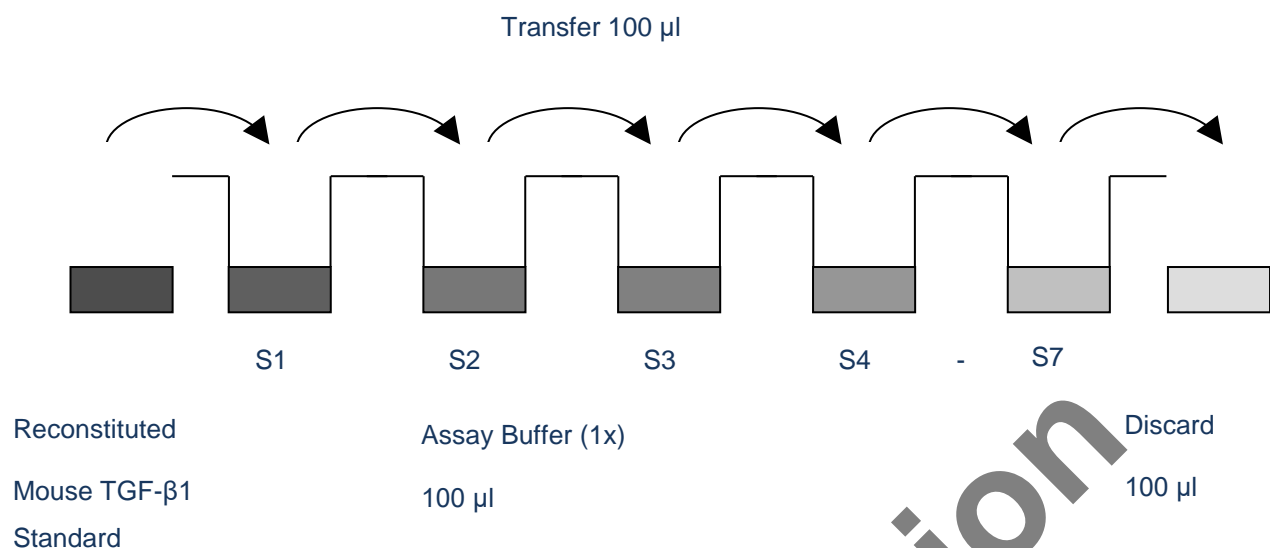 Transfer 100 µl
S1 S2 S3 S4 - S7
Reconstituted
Mouse TGF-β1
Standard
Assay Buffer (1x)
100 µl
Discard
100 µl